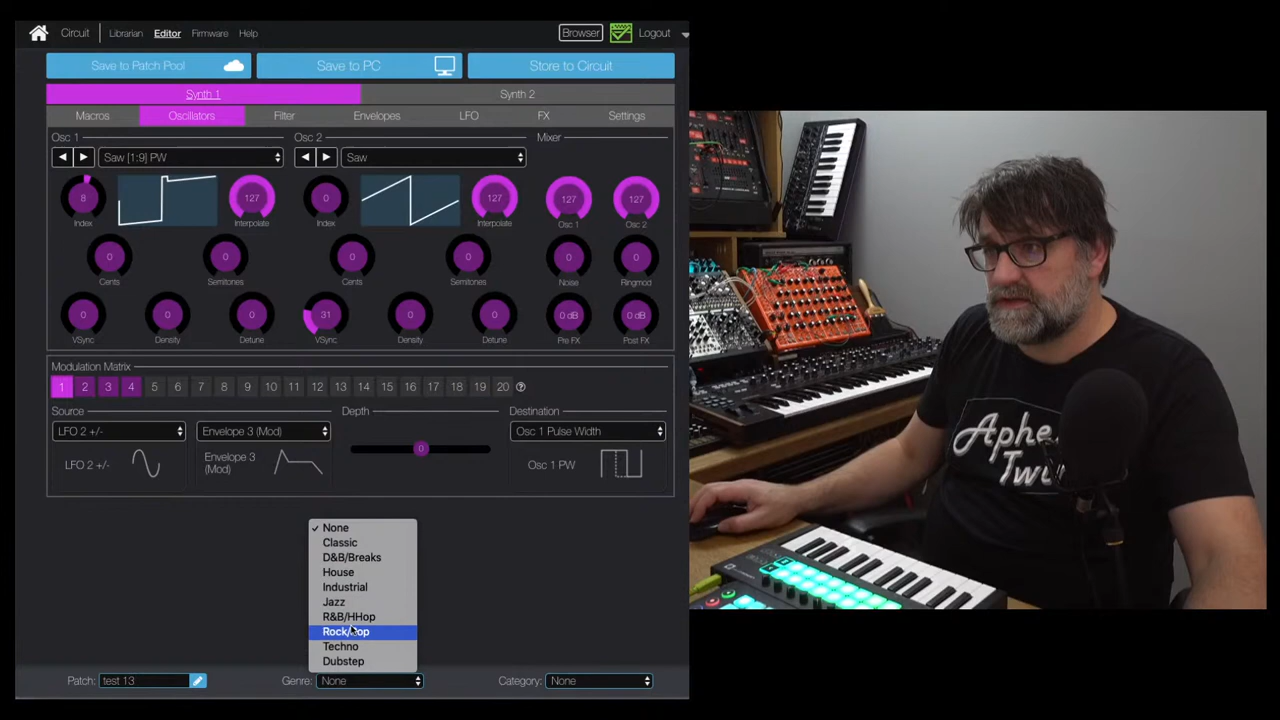 Circuit
Librarian
Editor
Firmware
Help
Browser
Logout
Save to Patch Pool
Save to PC
Store to Circuit
Synth 1
Synth 2
Macros
Oscillators
Filter
Envelopes
LFO
FX
Settings
Osc 1
Osc 2
Mixer
Saw [1:9] PW
Saw
8
127
0
127
127
127
Index
Interpolate
Index
Interpolate
Osc 1
Osc 2
0
0
0
0
0
0
Cents
Semitones
Cents
Semitones
Noise
Ringmod
0
0
0
31
0
0
0 dB
0 dB
VSync
Density
Detune
VSync
Density
Detune
Pre FX
Post FX
Modulation Matrix
1 2 3 4 5 6 7 8 9 10 11 12 13 14 15 16 17 18 19 20 ?
Source
Depth
Destination
LFO 2 +/-
Envelope 3 (Mod)
0
Osc 1 Pulse Width
LFO 2 +/-
Envelope 3
(Mod)
Osc 1 PW
None
Classic
D&B/Breaks
House
Industrial
Jazz
R&B/HHop
Rock/Pop
Techno
Dubstep
Patch: test 13
Genre: None
Category: None
Aphe
Tw